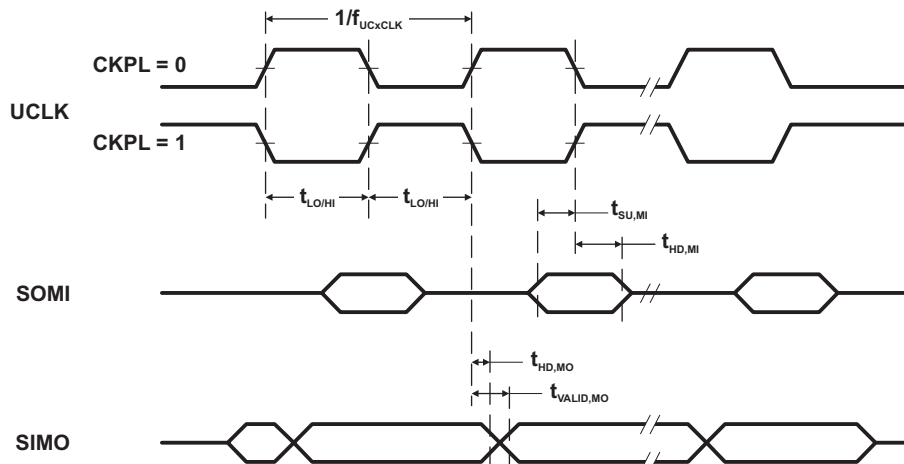 1/fUCxCLK
CKPL = 0
UCLK
CKPL = 1
tLO/HI tLO/HI
tSU,MI
tHD,MI
SOMI
tHD,MO
tVALID,MO
SIMO